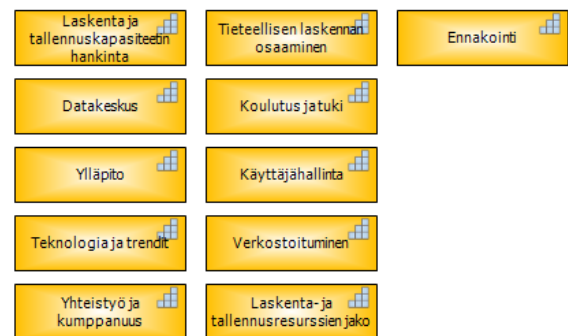 Laskenta ja
tallennuskapasiteetin
hankinta
Tieteellisen laskennan
osaaminen
Ennakointi
Datakeskus
Koulutus ja tuki
Ylläpito
Käyttäjähallinta
Teknologia ja trendit
Verkostoituminen
Yhteistyö ja
kumppanuus
Laskenta- ja
tallennusresurssien jako